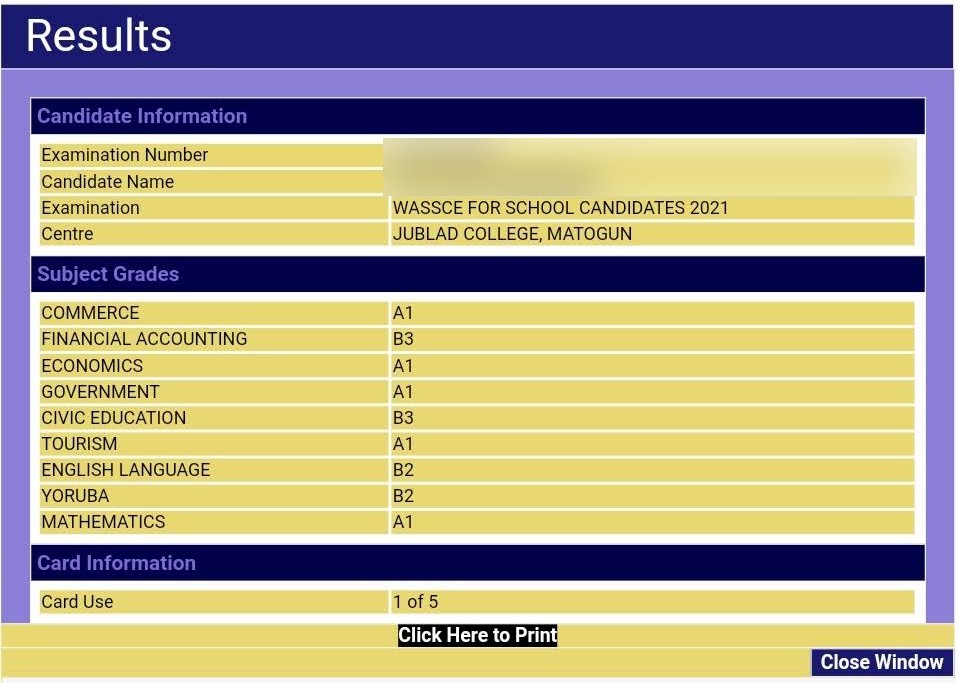 Results
Candidate Information
Examination Number
Candidate Name
Examination WASSCE FOR SCHOOL CANDIDATES 2021
Centre JUBLAD COLLEGE, MATOGUN
Subject Grades
COMMERCE A1
FINANCIAL ACCOUNTING B3
ECONOMICS A1
GOVERNMENT A1
CIVIC EDUCATION B3
TOURISM A1
ENGLISH LANGUAGE B2
YORUBA B2
MATHEMATICS A1
Card Information
Card Use 1 of 5
Click Here to Print
Close Window